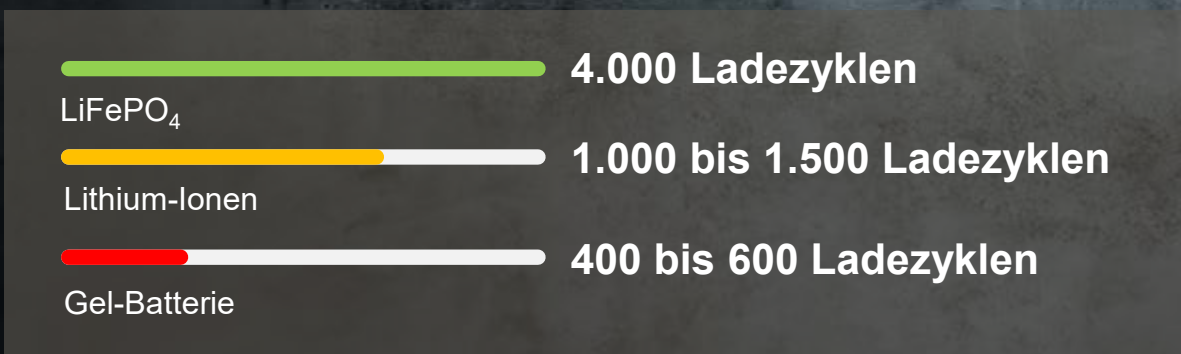 4.000 Ladezyklen
LiFePO₄
1.000 bis 1.500 Ladezyklen
Lithium-Ionen
400 bis 600 Ladezyklen
Gel-Batterie